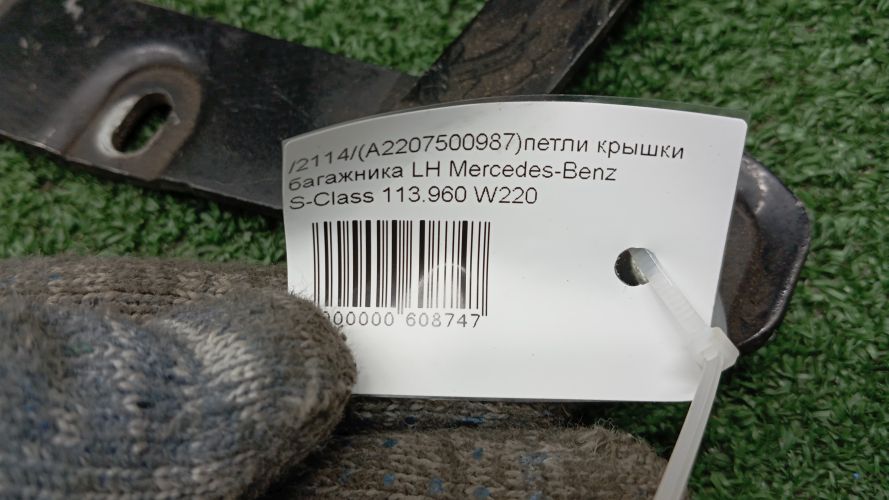 /2114/(A2207500987)петли крышки
багажника LH Mercedes-Benz
S-Class 113.960 W220
000000 608747